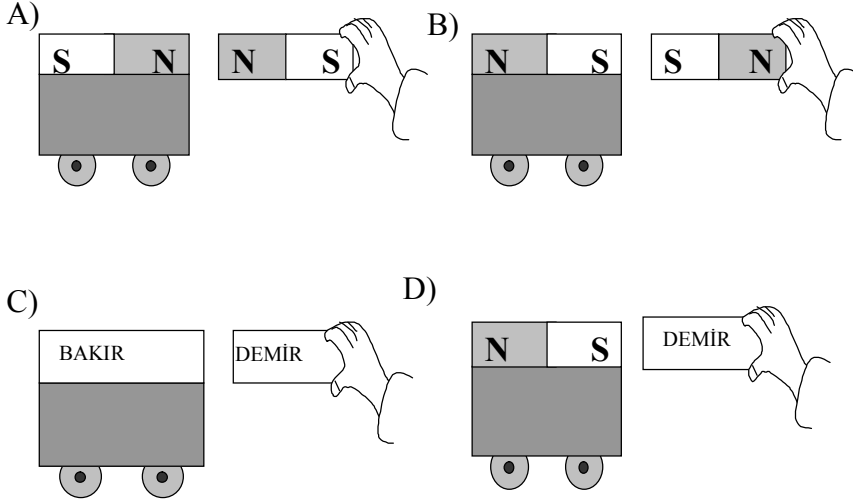 A)
S N N S
B)
N S S N
C)
BAKIR DEMİR
D)
N S DEMİR